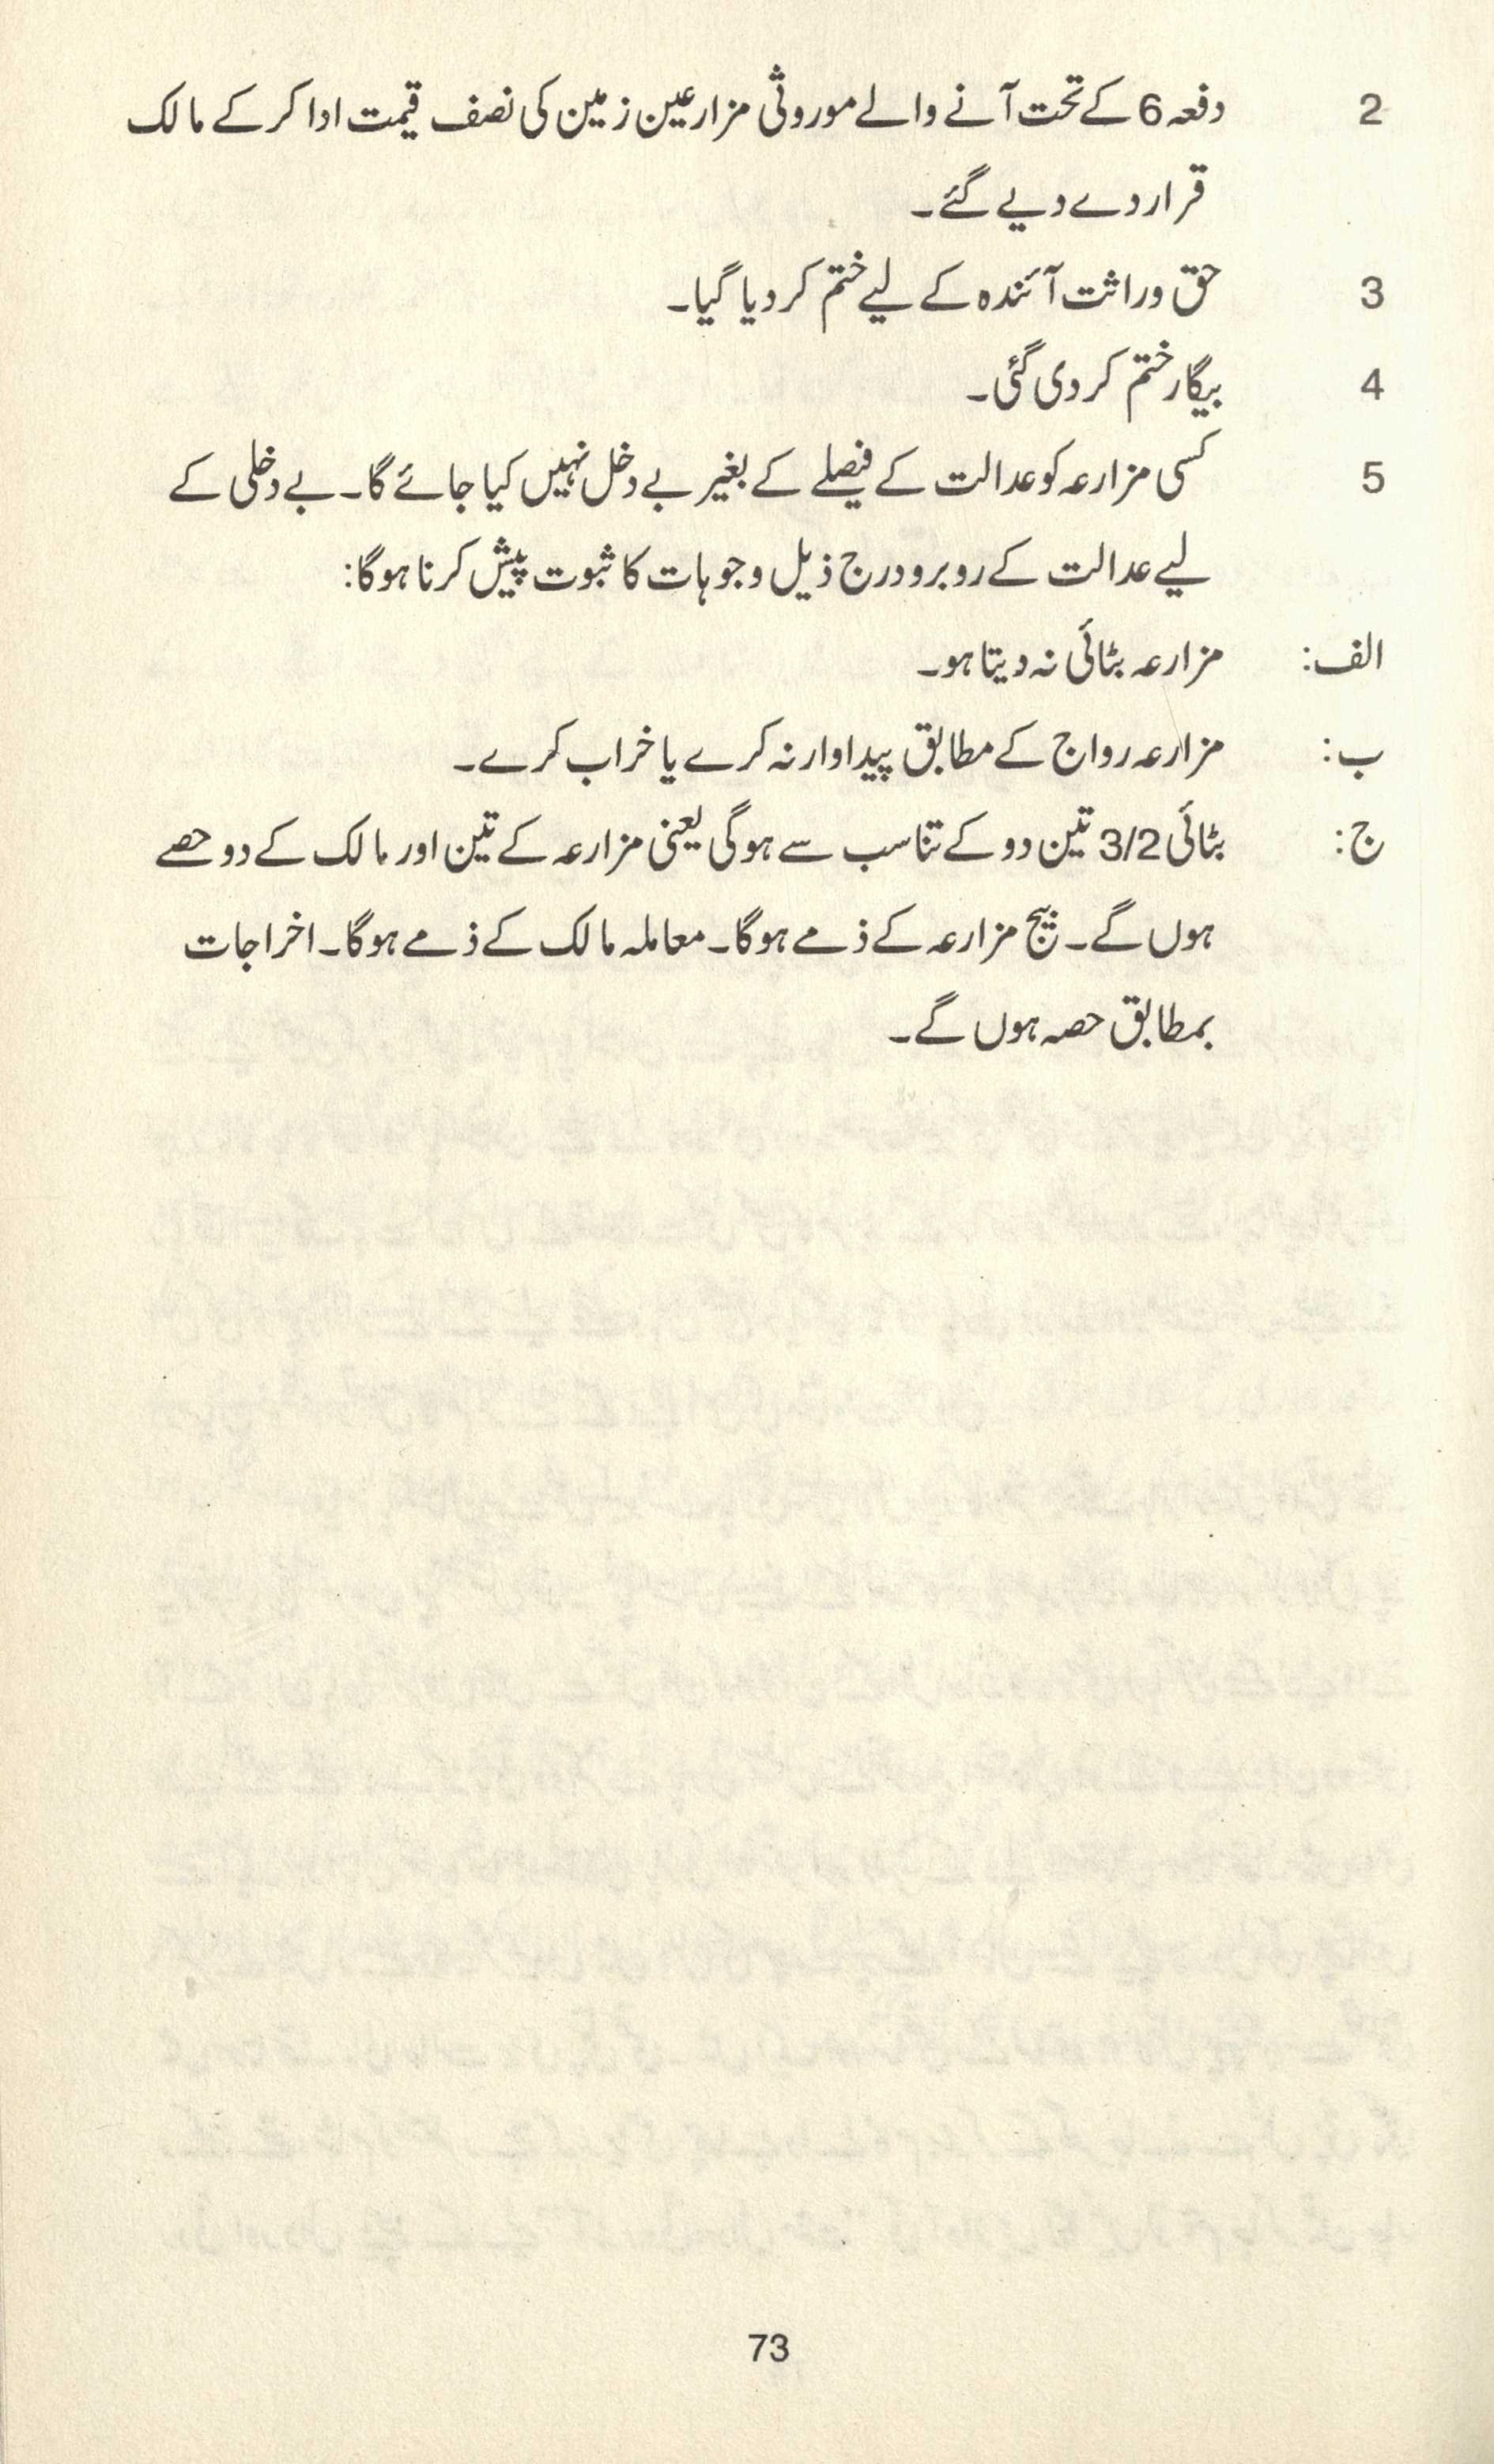 2 دفعہ 6 کے تحت آنے والے موروثی مزارعین زمین کی نصف قیمت ادا کر کے مالک
قرار دے دیے گئے۔
3 حق وراثت آئندہ کے لیے ختم کر دیا گیا۔
4 بیگار ختم کر دی گئی۔
5 کسی مزارعہ کو عدالت کے فیصلے کے بغیر بے دخل نہیں کیا جائے گا۔ بے دخلی کے
لیے عدالت کے روبرو درج ذیل وجوہات کا ثبوت پیش کرنا ہوگا:
الف: مزارعہ بٹائی نہ دیتا ہو۔
ب: مزارعہ رواج کے مطابق پیداوار نہ کرے یا خراب کرے۔
ج: بٹائی 3/2 تین دو کے تناسب سے ہوگی یعنی مزارعہ کے تین اور مالک کے دو حصے
ہوں گے۔ بیج مزارعہ کے ذمے ہوگا۔ معاملہ مالک کے ذمے ہوگا۔ اخراجات
بمطابق حصہ ہوں گے۔
73